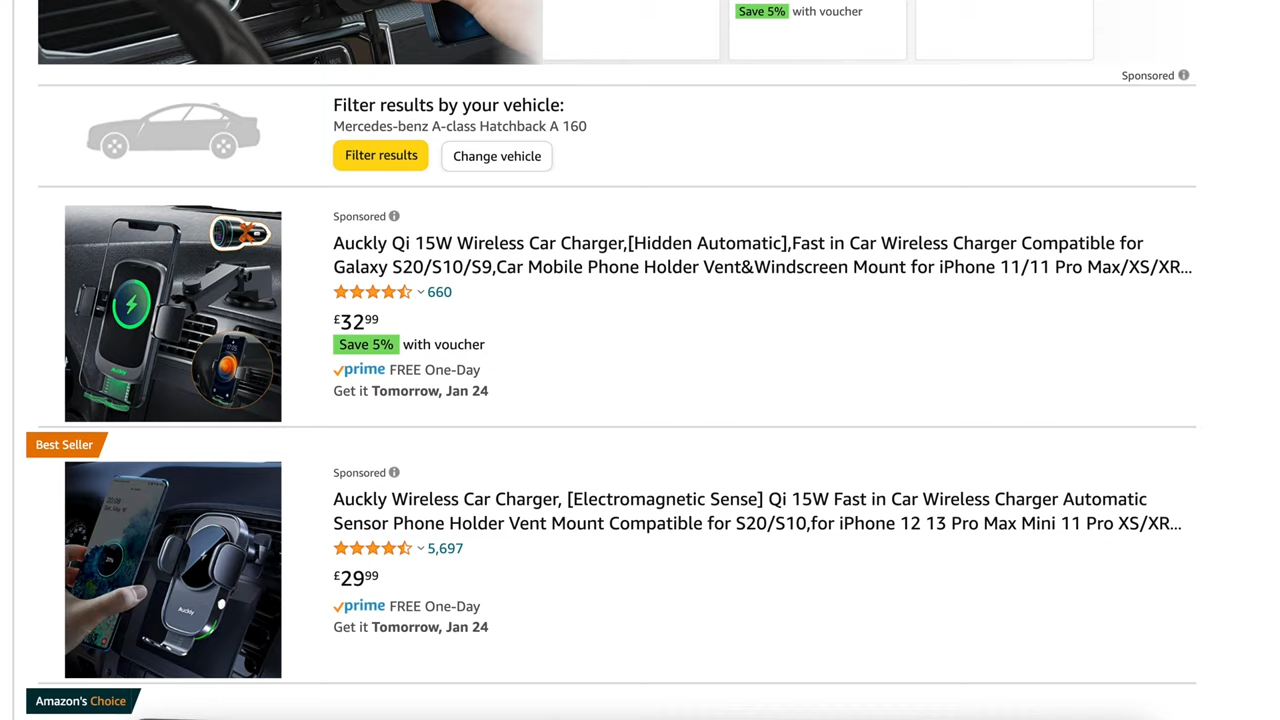 Save 5% with voucher
Sponsored
Filter results by your vehicle:
Mercedes-benz A-class Hatchback A 160
Filter results
Change vehicle
Sponsored
Auckly Qi 15W Wireless Car Charger,[Hidden Automatic],Fast in Car Wireless Charger Compatible for
Galaxy S20/S10/S9,Car Mobile Phone Holder Vent&Windscreen Mount for iPhone 11/11 Pro Max/XS/XR...
660
£32.99
Save 5% with voucher
prime FREE One-Day
Get it Tomorrow, Jan 24
Auckly
17:05
Best Seller
Sponsored
Auckly Wireless Car Charger, [Electromagnetic Sense] Qi 15W Fast in Car Wireless Charger Automatic
Sensor Phone Holder Vent Mount Compatible for S20/S10,for iPhone 12 13 Pro Max Mini 11 Pro XS/XR...
5,697
£29.99
prime FREE One-Day
Get it Tomorrow, Jan 24
Auckly
Amazon's Choice